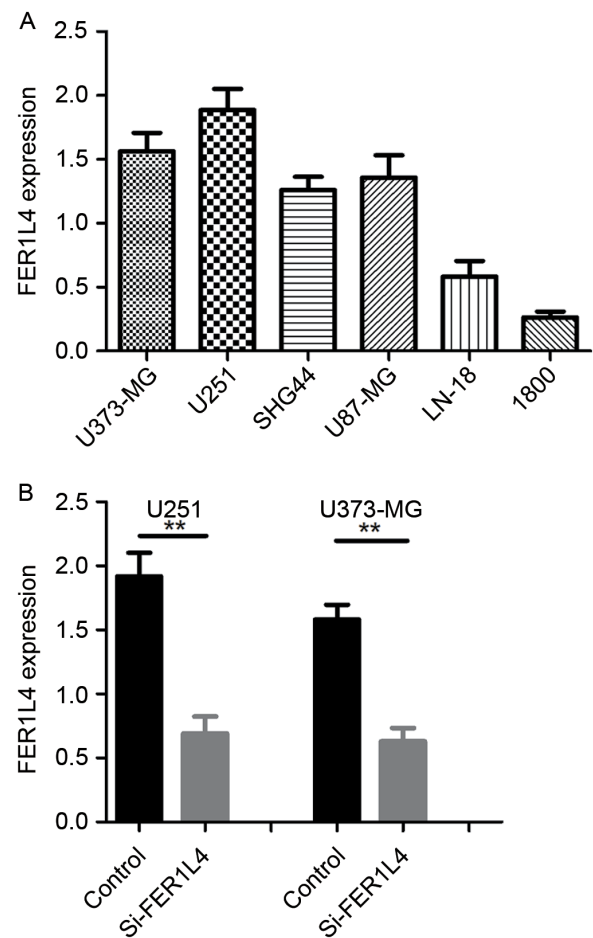 A
FER1L4 expression
2.5
2.0
1.5
1.0
0.5
0.0
U373-MG
U251
SHG44
U87-MG
LN-18
1800
B
FER1L4 expression
2.5
2.0
1.5
1.0
0.5
0.0
U251
**
U373-MG
**
Control
Si-FER1L4
Control
Si-FER1L4